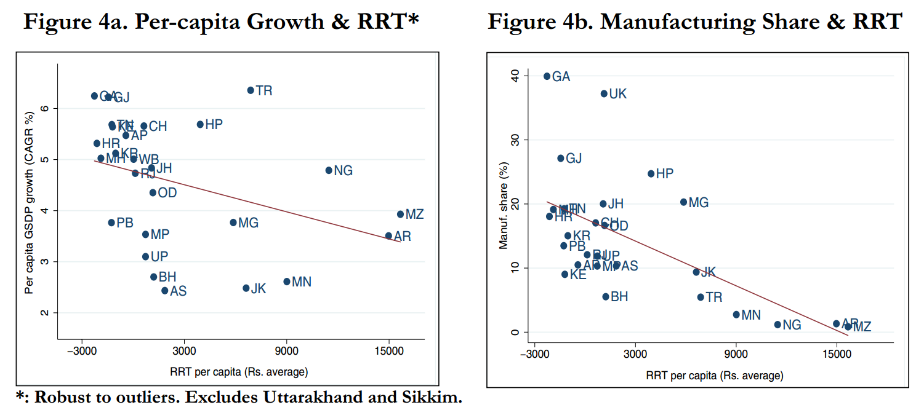 Figure 4a. Per-capita Growth & RRT*
Figure 4b. Manufacturing Share & RRT
Per capita GSDP growth (CAGR %)
6
5
4
3
2
GJ
TR
CH
HP
AP
HR
KR
MH
WB
JH
RJ
NG
OD
MZ
PB
MG
AR
MP
UP
BH
AS
JK
MN
-3000
3000
9000
15000
RRT per capita (Rs. average)
Manuf. share (%)
40
30
20
10
0
GA
UK
GJ
HP
JH
MG
TN
HR
CH
OD
KR
PB
UP
AS
KE
JK
BH
TR
MN
NG
MZ
-3000
3000
9000
15000
RRT per capita (Rs. average)
*: Robust to outliers. Excludes Uttarakhand and Sikkim.